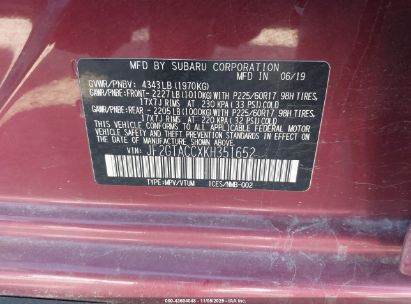 MFD BY SUBARU CORPORATION
GVWR/PNBV: 4343LB(1970KG) 06/19
GAWR/PNBE:FRONT- 2227LB(1010KG) WITH P225/60R17 98H TIRES,
17X7J RIMS AT 230 KPA(33 PSI)COLD
GAWR/PNBE:REAR - 2205LB(1000KG) WITH P225/60R17 98H TIRES,
17X7J RIMS AT 220 KPA(32 PSI)COLD
THIS VEHICLE CONFORMS TO ALL APPLICABLE FEDERAL
MOTOR VEHICLE SAFETY, BUMPER, AND THEFT PREVENTION
STANDARDS IN EFFECT ON THE DATE OF
MANUFACTURE SHOWN ABOVE.
VIN: JF2GTACCXKH351652
TYPE:MPV/VTUM ICES/NMB-002